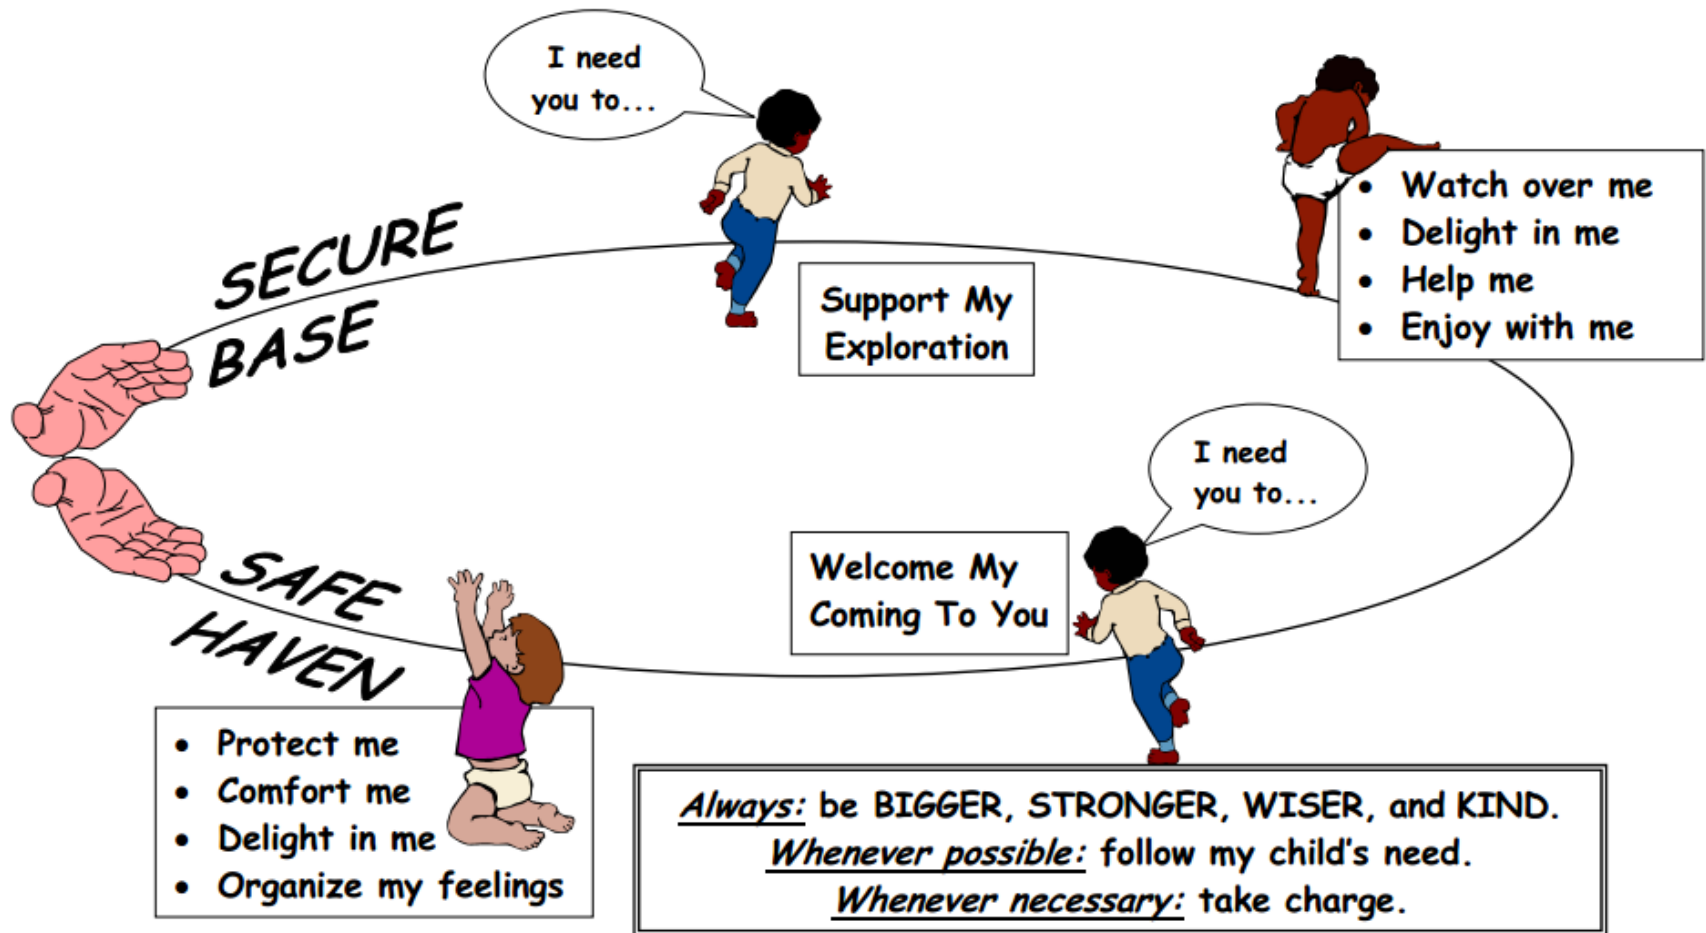 I need
you to...
SECURE
BASE
Support My
Exploration
• Watch over me
• Delight in me
• Help me
• Enjoy with me
I need
you to...
Welcome My
Coming To You
SAFE
HAVEN
• Protect me
• Comfort me
• Delight in me
• Organize my feelings
Always: be BIGGER, STRONGER, WISER, and KIND.
Whenever possible: follow my child's need.
Whenever necessary: take charge.